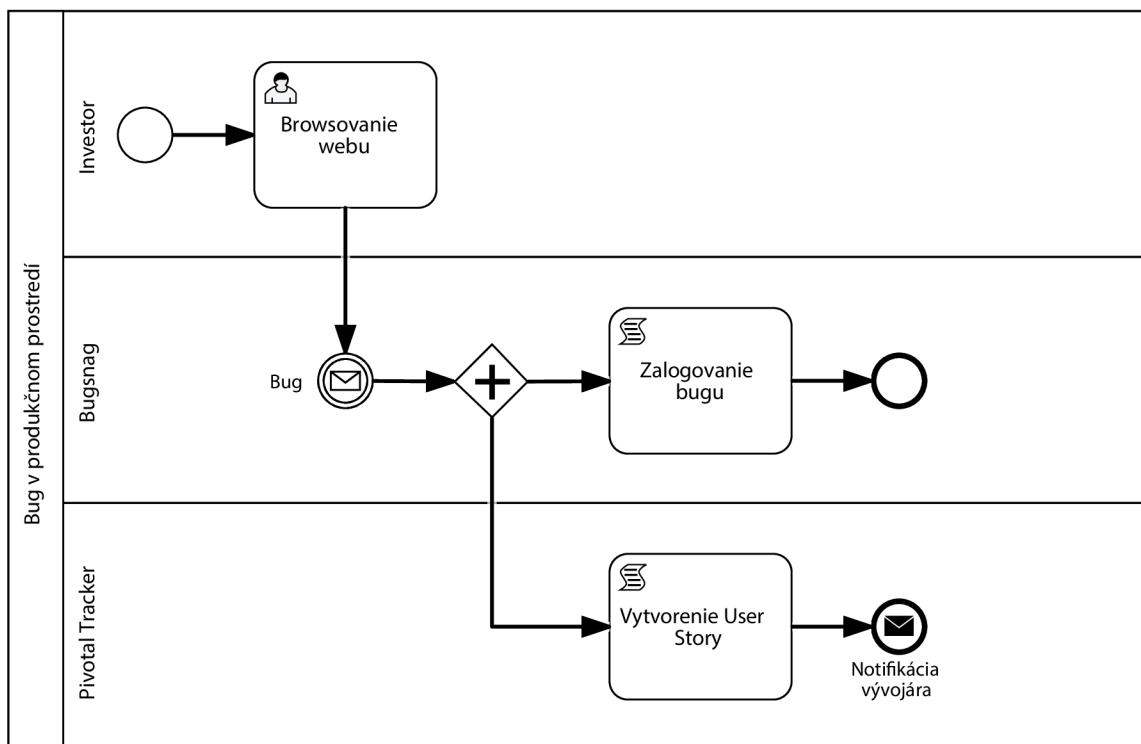 Bug v produkčnom prostredí
Investor
Browsovanie
webu
Bugsnag
Bug
Zalogovanie
bugu
Pivotal Tracker
Vytvorenie User
Story
Notifikácia
vývojára